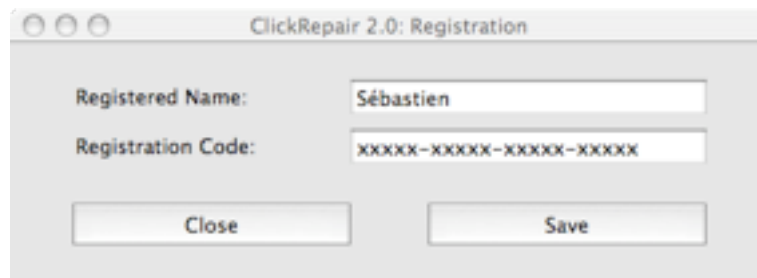 ClickRepair 2.0: Registration
Registered Name: Sébastien
Registration Code: xxxxx-xxxxx-xxxxx-xxxxx
Close Save